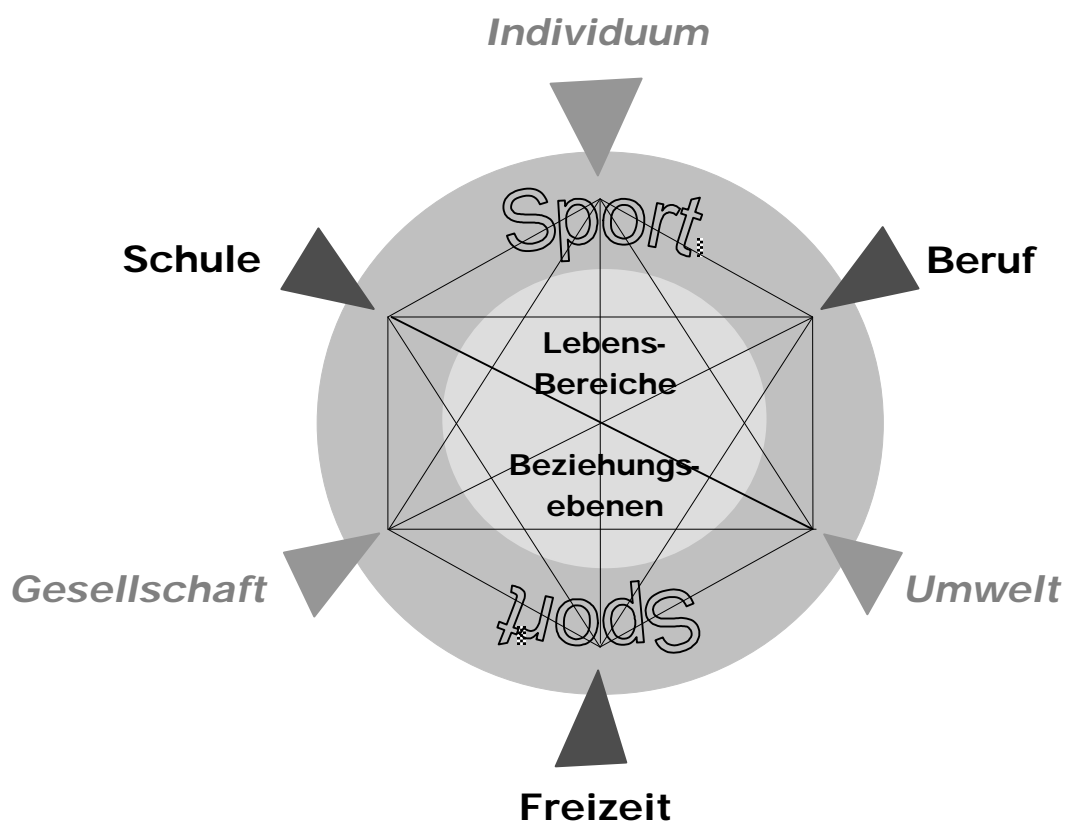 Individuum
Sport
Schule
Beruf
Lebens-
Bereiche
Beziehungs-
ebenen
Gesellschaft
Umwelt
Sport
Freizeit